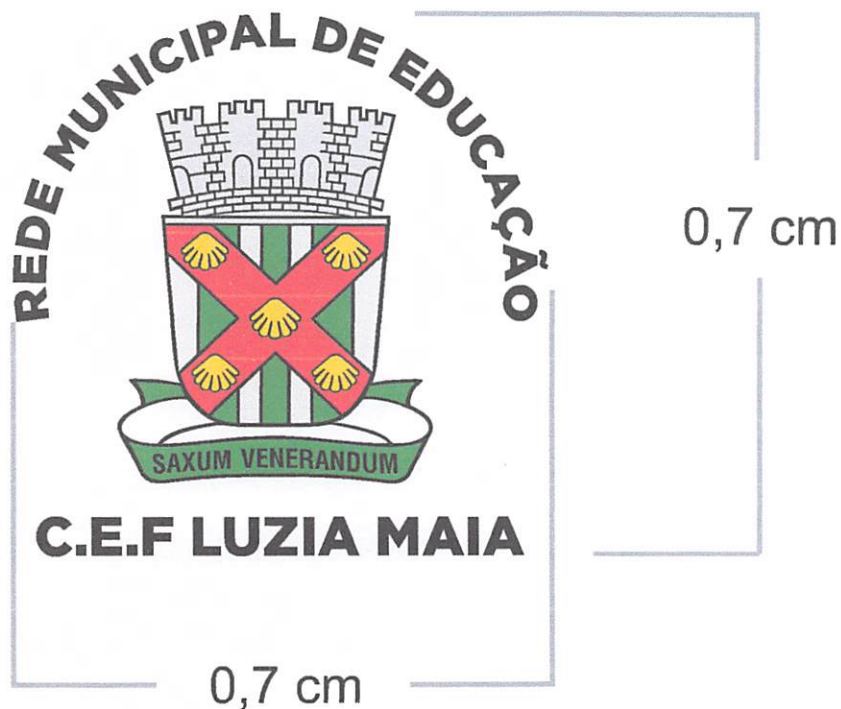 REDE MUNICIPAL DE EDUCAÇÃO
0,7 cm
SAXUM VENERANDUM
C.E.F LUZIA MAIA
0,7 cm